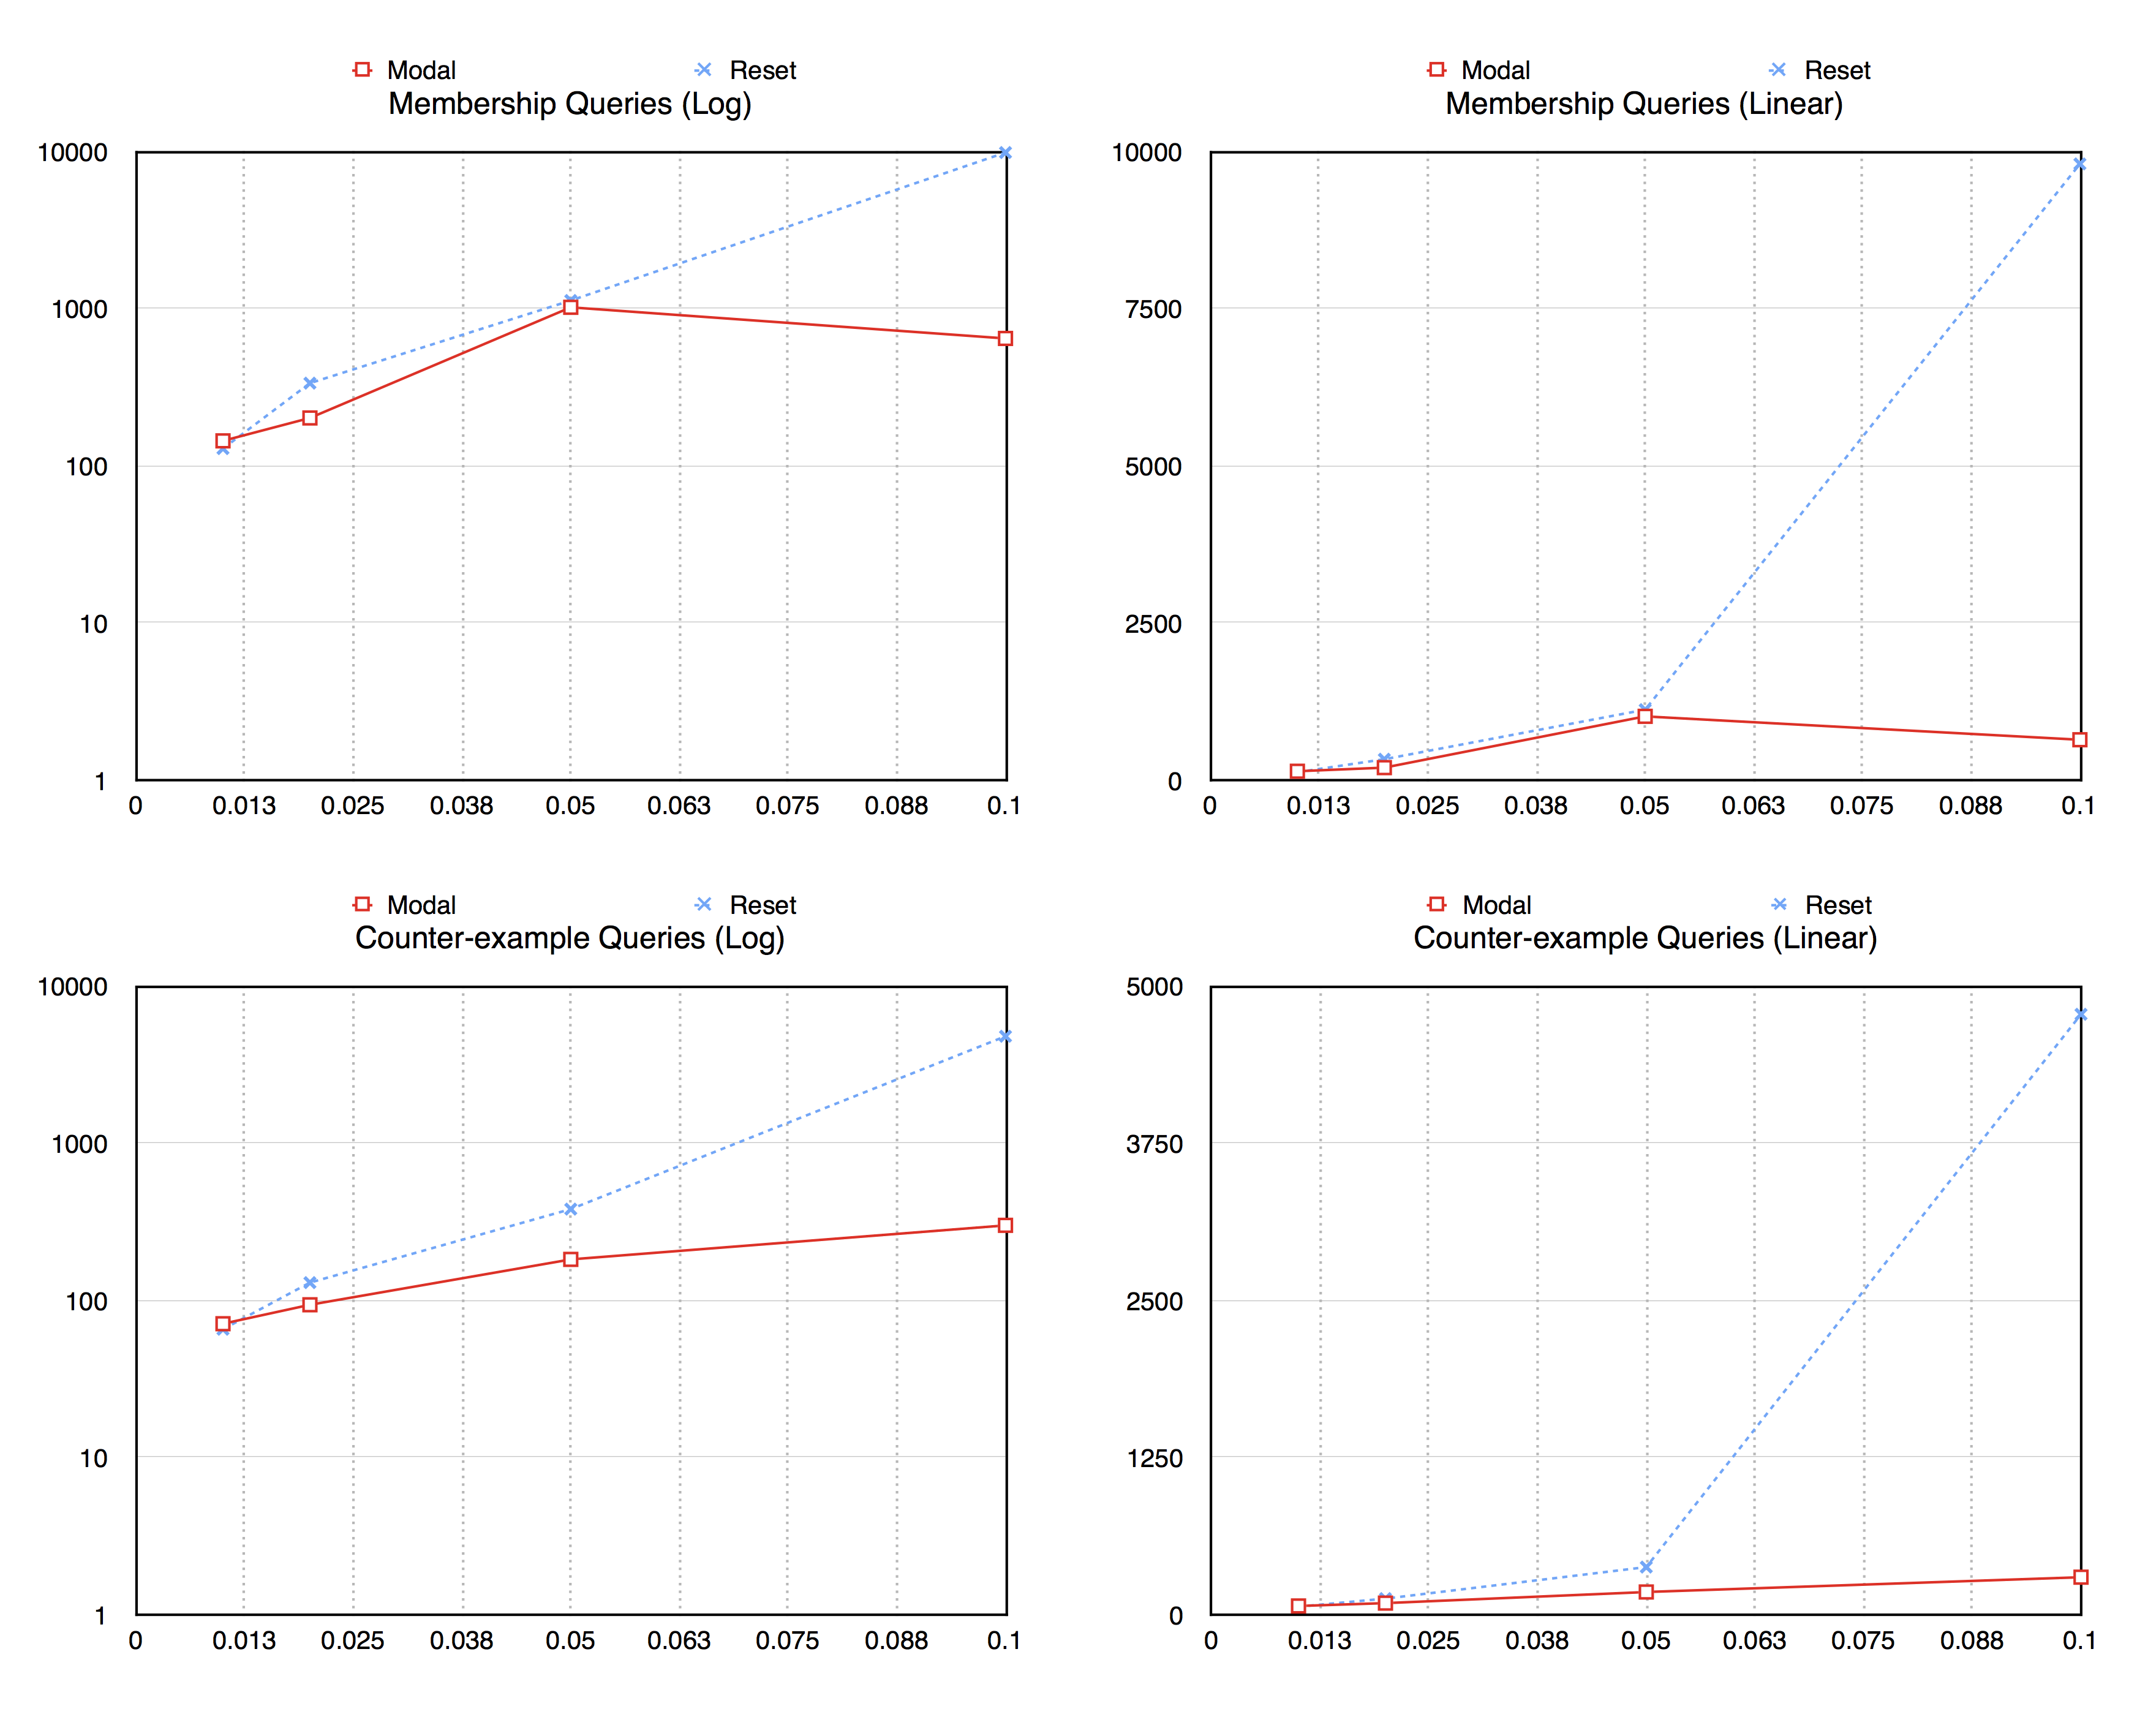 Modal Reset
Membership Queries (Log)
10000
1000
100
10
1
0 0.013 0.025 0.038 0.05 0.063 0.075 0.088 0.1
Modal Reset
Membership Queries (Linear)
10000
7500
5000
2500
0
0 0.013 0.025 0.038 0.05 0.063 0.075 0.088 0.1
Modal Reset
Counter-example Queries (Log)
10000
1000
100
10
1
0 0.013 0.025 0.038 0.05 0.063 0.075 0.088 0.1
Modal Reset
Counter-example Queries (Linear)
5000
3750
2500
1250
0
0 0.013 0.025 0.038 0.05 0.063 0.075 0.088 0.1